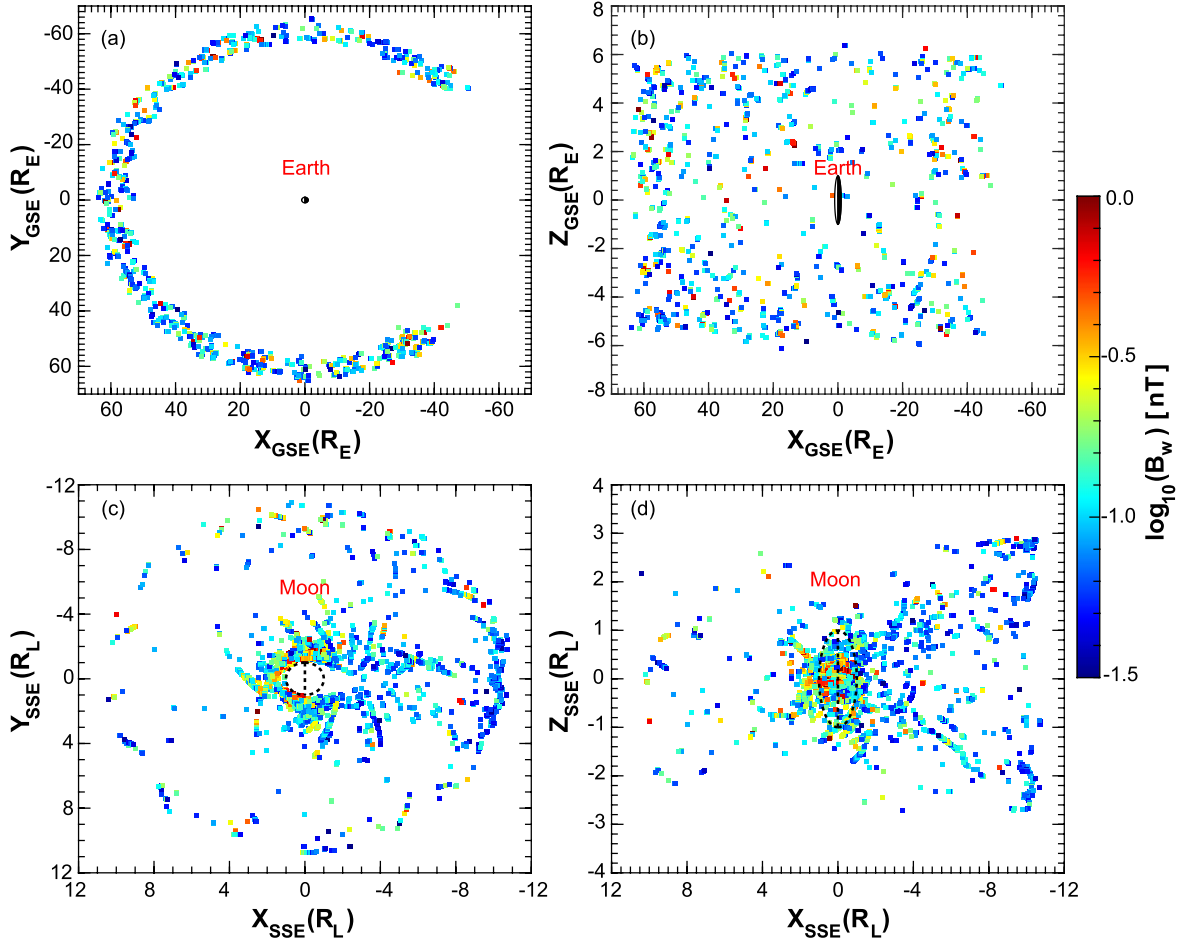 (a)
-60
-40
-20
0
20
40
60
Y_GSE(R_E)
Earth
60 40 20 0 -20 -40 -60
X_GSE(R_E)
(b)
8
6
4
2
0
-2
-4
-6
-8
Z_GSE(R_E)
Earth
60 40 20 0 -20 -40 -60
X_GSE(R_E)
(c)
-12
-8
-4
0
4
8
12
Y_SSE(R_L)
Moon
12 8 4 0 -4 -8 -12
X_SSE(R_L)
(d)
4
3
2
1
0
-1
-2
-3
-4
Z_SSE(R_L)
Moon
12 8 4 0 -4 -8 -12
X_SSE(R_L)
0.0
-0.5
-1.0
-1.5
log_10(B_w) [nT]